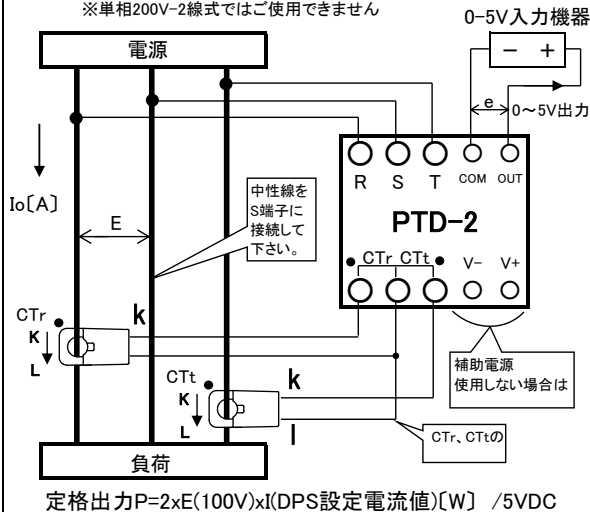 ※単相200V-2線式ではご使用できません
0-5V入力機器
電源
− +
e
0～5V出力
R S T COM OUT
Io〔A〕
E
中性線を
S端子に
接続して
下さい。
PTD-2
CTr CTt V- V+
CTr
K
L
k
補助電源
使用しない場合は
CTt
K
L
k
l
CTr、CTtの
負荷
定格出力P=2xE(100V)xI(DPS設定電流値)〔W〕 /5VDC